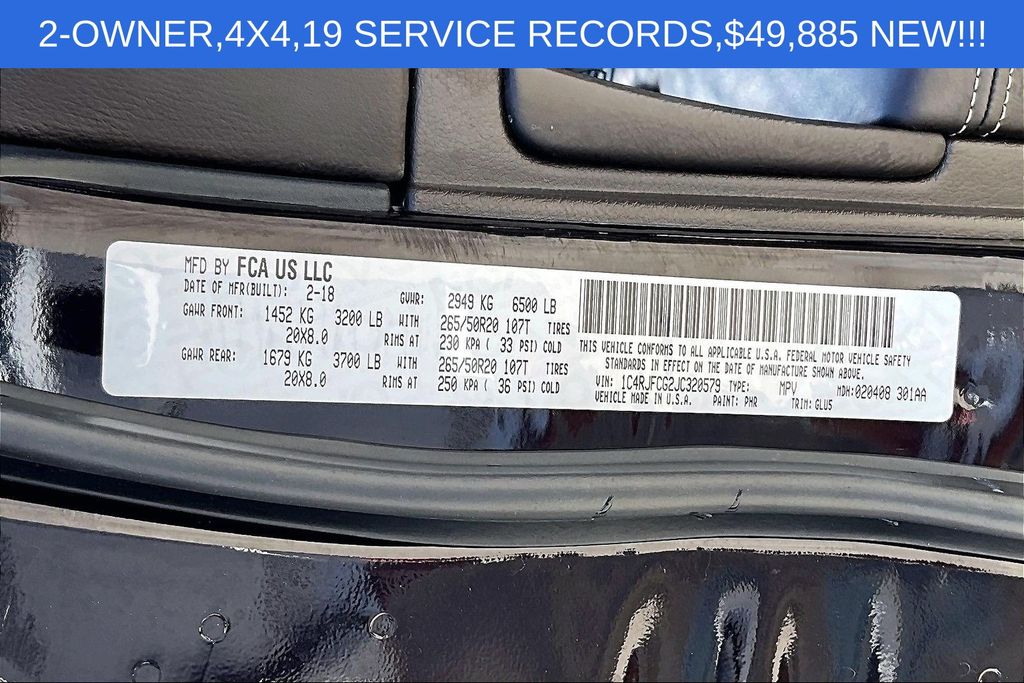 2-OWNER,4X4,19 SERVICE RECORDS,$49,885 NEW!!!
MFD BY FCA US LLC
DATE OF MFR(BUILT): 2-18 GVWR: 2949 KG 6500 LB
GAWR FRONT: 1452 KG 3200 LB WITH 265/50R20 107T TIRES
20X8.0 RIMS AT 230 KPA ( 33 PSI) COLD
GAWR REAR: 1679 KG 3700 LB WITH 265/50R20 107T TIRES
20X8.0 RIMS AT 250 KPA ( 36 PSI) COLD
THIS VEHICLE CONFORMS TO ALL APPLICABLE U.S.A. FEDERAL MOTOR VEHICLE SAFETY
STANDARDS IN EFFECT ON THE DATE OF MANUFACTURE SHOWN ABOVE.
VIN: 1C4RJFCG2JC320579 TYPE: MPV MDH:020408 301AA
VEHICLE MADE IN U.S.A. PAINT: PHR TRIM: GLU5